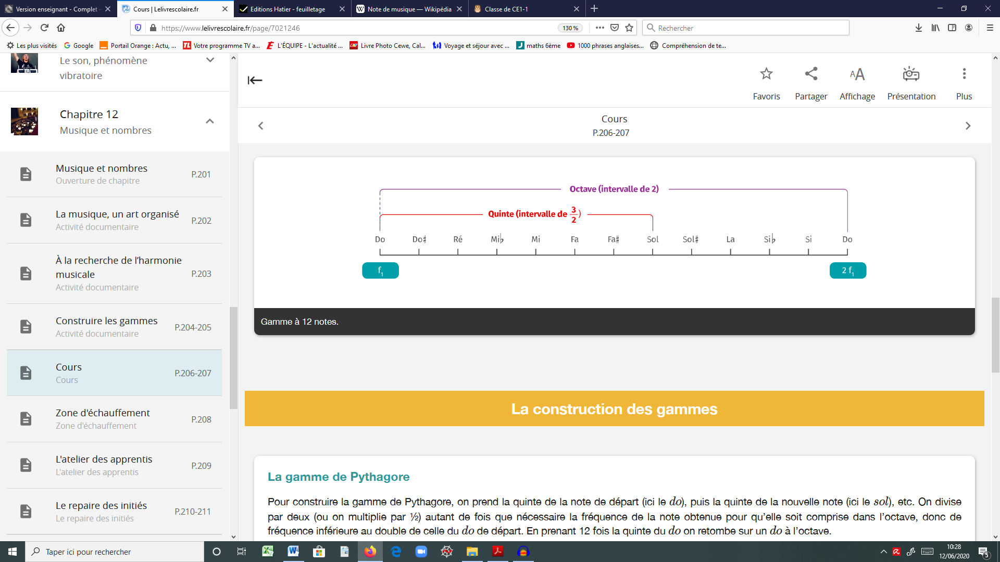 Version enseignant - Complet -
Cours | Lelivrescolaire.fr
Editions Hatier - feuilletage
Note de musique — Wikipédia
Classe de CE1-1
https://www.lelivrescolaire.fr/page/7021246
130 %
Rechercher
Les plus visités
Google
Portail Orange : Actu, ...
Votre programme TV a...
L'ÉQUIPE - L'actualité ...
Livre Photo Cewe, Cal...
Voyage et séjour avec ...
maths 6ème
1000 phrases anglaises...
Compréhension de te...
Le son, phénomène
vibratoire
Chapitre 12
Musique et nombres
Musique et nombres
Ouverture de chapitre
P.201
La musique, un art organisé
Activité documentaire
P.202
À la recherche de l’harmonie
musicale
Activité documentaire
P.203
Construire les gammes
Activité documentaire
P.204-205
Cours
Cours
P.206-207
Zone d'échauffement
Zone d'échauffement
P.208
L'atelier des apprentis
L'atelier des apprentis
P.209
Le repaire des initiés
Le repaire des initiés
P.210-211
Favoris
Partager
AA
Affichage
Présentation
Plus
Cours
P.206-207
Octave (intervalle de 2)
Quinte (intervalle de 3/2)
Do Do♯ Ré Mi♭ Mi Fa Fa♯ Sol Sol♯ La Si♭ Si Do
f1
2 f1
Gamme à 12 notes.
La construction des gammes
La gamme de Pythagore
Pour construire la gamme de Pythagore, on prend la quinte de la note de départ (ici le do), puis la quinte de la nouvelle note (ici le sol), etc. On divise
par deux (ou on multiplie par ½) autant de fois que nécessaire la fréquence de la note obtenue pour qu’elle soit comprise dans l’octave, donc de
fréquence inférieure au double de celle du do de départ. En prenant 12 fois la quinte du do on retombe sur un do à l’octave.
Taper ici pour rechercher
10:28
12/06/2020
5